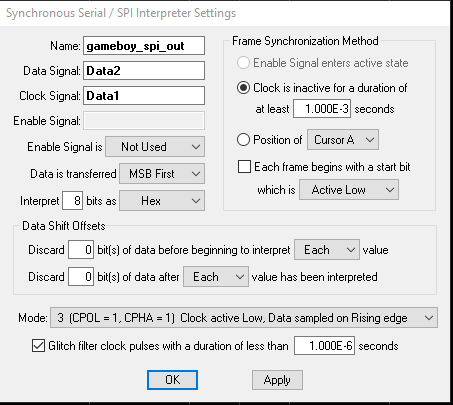 Synchronous Serial / SPI Interpreter Settings
Name: gameboy_spi_out
Data Signal: Data2
Clock Signal: Data1
Enable Signal:
Enable Signal is Not Used
Data is transferred MSB First
Interpret 8 bits as Hex
Frame Synchronization Method
Enable Signal enters active state
Clock is inactive for a duration of
at least 1.000E-3 seconds
Position of Cursor A
Each frame begins with a start bit
which is Active Low
Data Shift Offsets
Discard 0 bit(s) of data before beginning to interpret Each value
Discard 0 bit(s) of data after Each value has been interpreted
Mode: 3 (CPOL = 1, CPHA = 1) Clock active Low, Data sampled on Rising edge
Glitch filter clock pulses with a duration of less than 1.000E-6 seconds
OK Apply